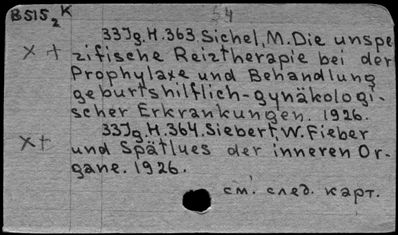 B515₂ K
54
33Jg.H.363.Sichel,M.Die unspe-
x + zifische Reiztherapie bei der
Prophylaxe und Behandlung
geburtshilflich-gynäkologi-
scher Erkrankungen. 1926.
33Jg.H.364.Siebert,W.Fieber
x+ und Spätlues der inneren Or-
gane. 1926.
см. след. карт.